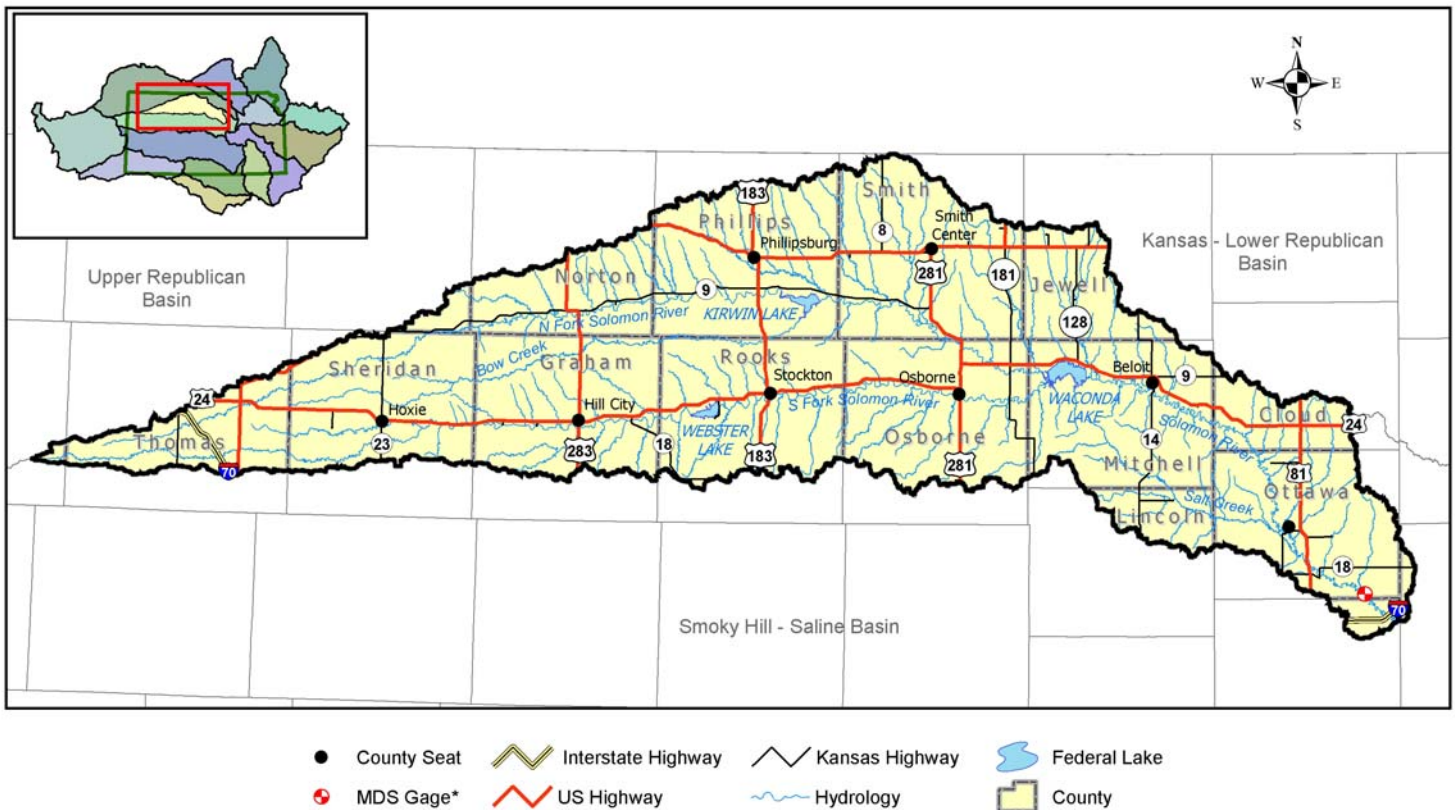 N
W E
S
Upper Republican
Basin
Kansas - Lower Republican
Basin
Smoky Hill - Saline Basin
183
Smith
Phillips
8
Smith
Center
Phillipsburg
281
181
Jewell
Norton
9
KIRWIN LAKE
N Fork Solomon River
128
Bow Creek
Rooks
Graham
Sheridan
Stockton
Osborne
Beloit
9
24
S Fork Solomon River
WACONDA
LAKE
Hoxie
Hill City
Cloud
24
WEBSTER
LAKE
Solomon River
Thomas
23
283
18
183
Osborne
281
14
Mitchell
81
70
Salt Creek
Ottawa
Lincoln
18
70
County Seat
Interstate Highway
Kansas Highway
Federal Lake
MDS Gage*
US Highway
Hydrology
County